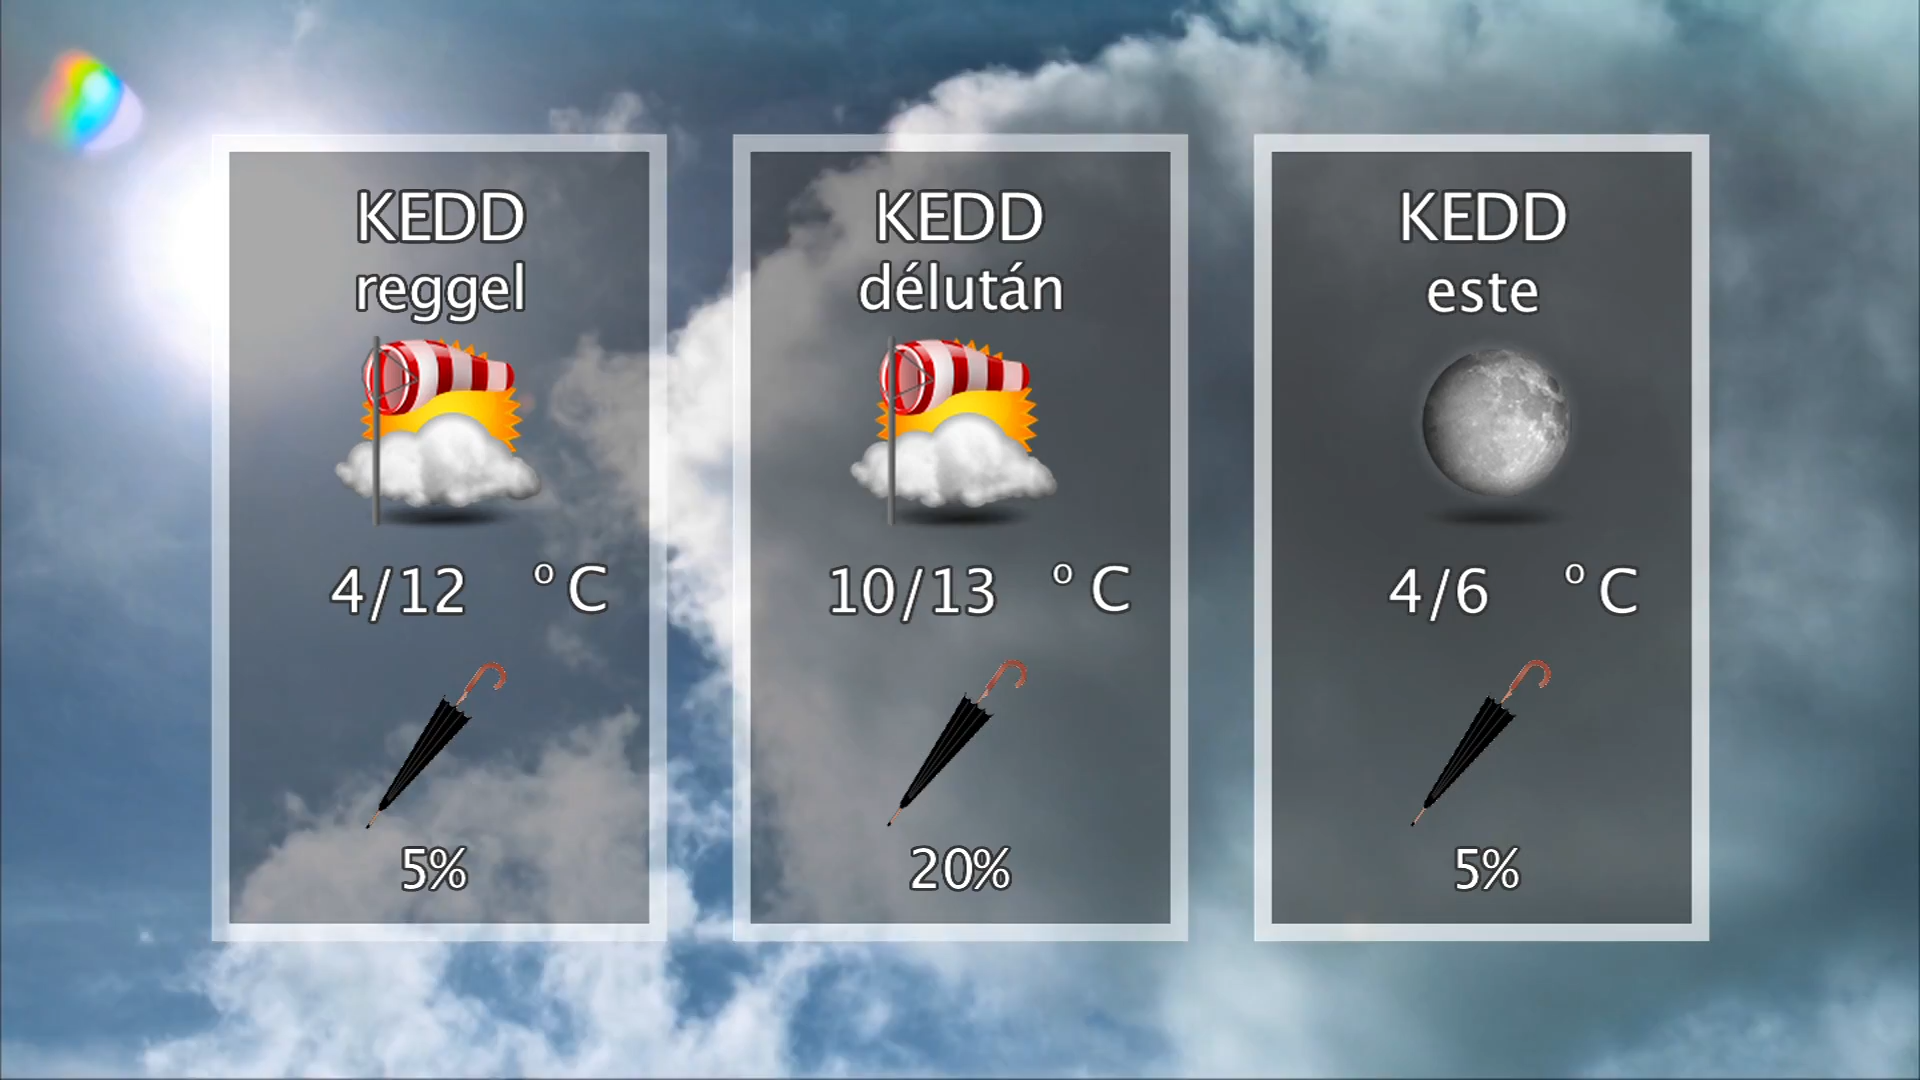 KEDD
reggel
4/12 °C
5%
KEDD
délután
10/13 °C
20%
KEDD
este
4/6 °C
5%